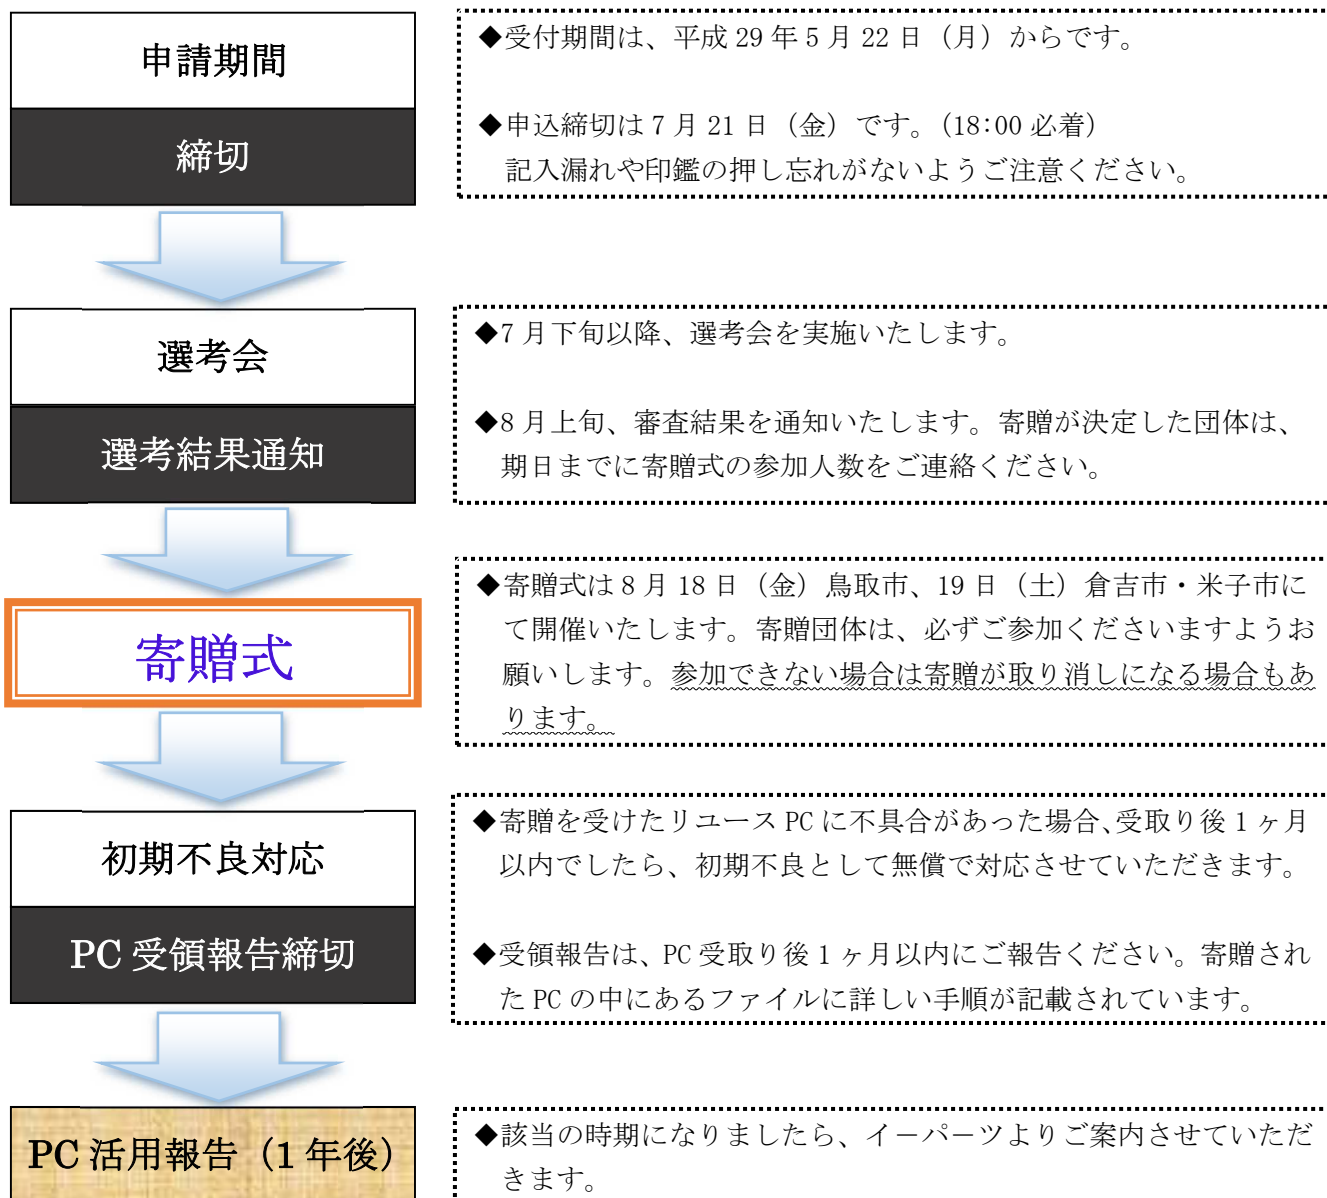 申請期間
締切
◆受付期間は、平成 29 年 5 月 22 日（月）からです。
◆申込締切は 7 月 21 日（金）です。(18:00 必着)
記入漏れや印鑑の押し忘れがないようご注意ください。
選考会
選考結果通知
◆7 月下旬以降、選考会を実施いたします。
◆8 月上旬、審査結果を通知いたします。寄贈が決定した団体は、
期日までに寄贈式の参加人数をご連絡ください。
寄贈式
◆寄贈式は 8 月 18 日（金）鳥取市、19 日（土）倉吉市・米子市に
て開催いたします。寄贈団体は、必ずご参加くださいますようお
願いします。参加できない場合は寄贈が取り消しになる場合もあ
ります。
初期不良対応
PC 受領報告締切
◆寄贈を受けたリユース PC に不具合があった場合、受取り後 1 ヶ月
以内でしたら、初期不良として無償で対応させていただきます。
◆受領報告は、PC 受取り後 1 ヶ月以内にご報告ください。寄贈され
た PC の中にあるファイルに詳しい手順が記載されています。
PC 活用報告（1 年後）
◆該当の時期になりましたら、イーパーツよりご案内させていただ
きます。